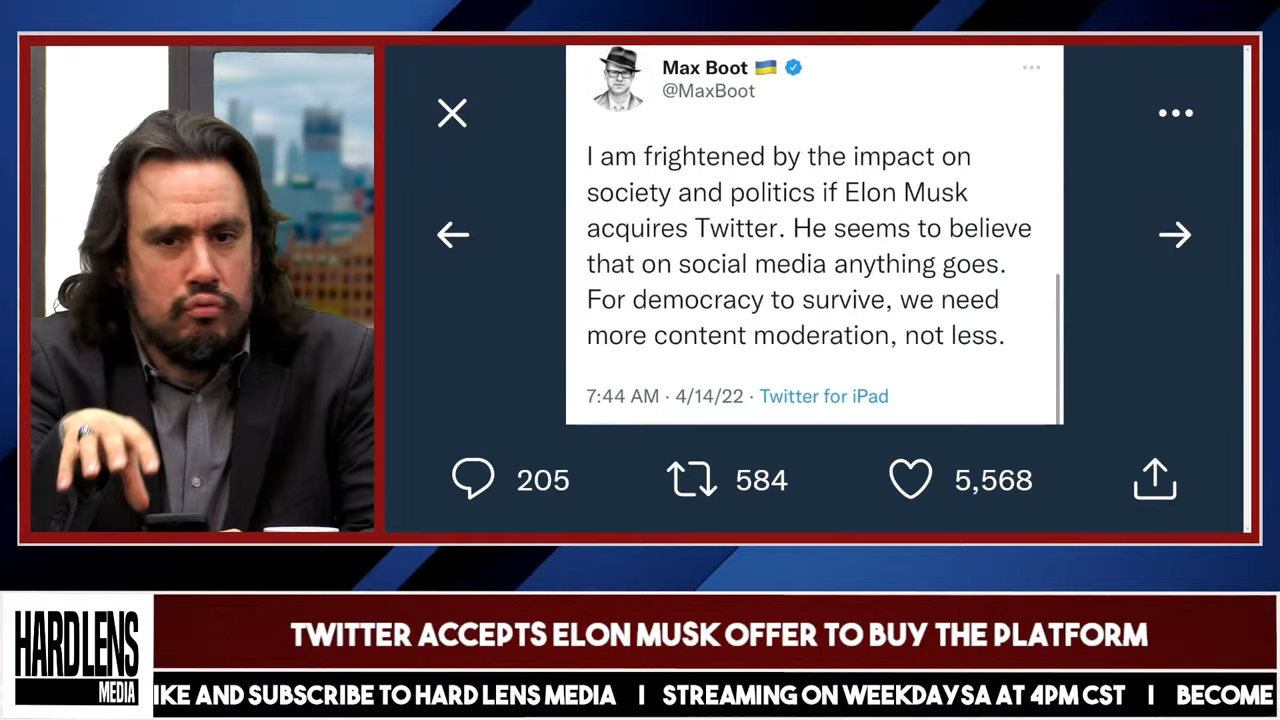 Max Boot
@MaxBoot
I am frightened by the impact on
society and politics if Elon Musk
acquires Twitter. He seems to believe
that on social media anything goes.
For democracy to survive, we need
more content moderation, not less.
7:44 AM · 4/14/22 · Twitter for iPad
205
584
5,568
HARDLENS
MEDIA
TWITTER ACCEPTS ELON MUSK OFFER TO BUY THE PLATFORM
IKE AND SUBSCRIBE TO HARD LENS MEDIA | STREAMING ON WEEKDAYSA AT 4PM CST | BECOME